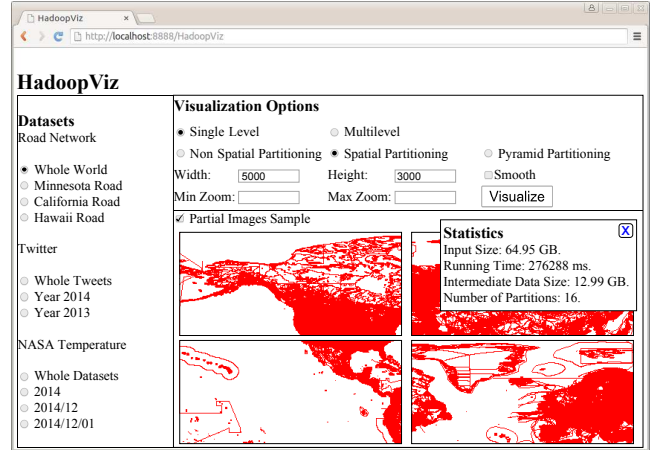 HadoopViz
http://localhost:8888/HadoopViz
HadoopViz
Datasets
Road Network
Whole World
Minnesota Road
California Road
Hawaii Road
Twitter
Whole Tweets
Year 2014
Year 2013
NASA Temperature
Whole Datasets
2014
2014/12
2014/12/01
Visualization Options
Single Level Multilevel
Non Spatial Partitioning Spatial Partitioning Pyramid Partitioning
Width: 5000 Height: 3000 Smooth
Min Zoom: Max Zoom: Visualize
Partial Images Sample
Statistics X
Input Size: 64.95 GB.
Running Time: 276288 ms.
Intermediate Data Size: 12.99 GB.
Number of Partitions: 16.